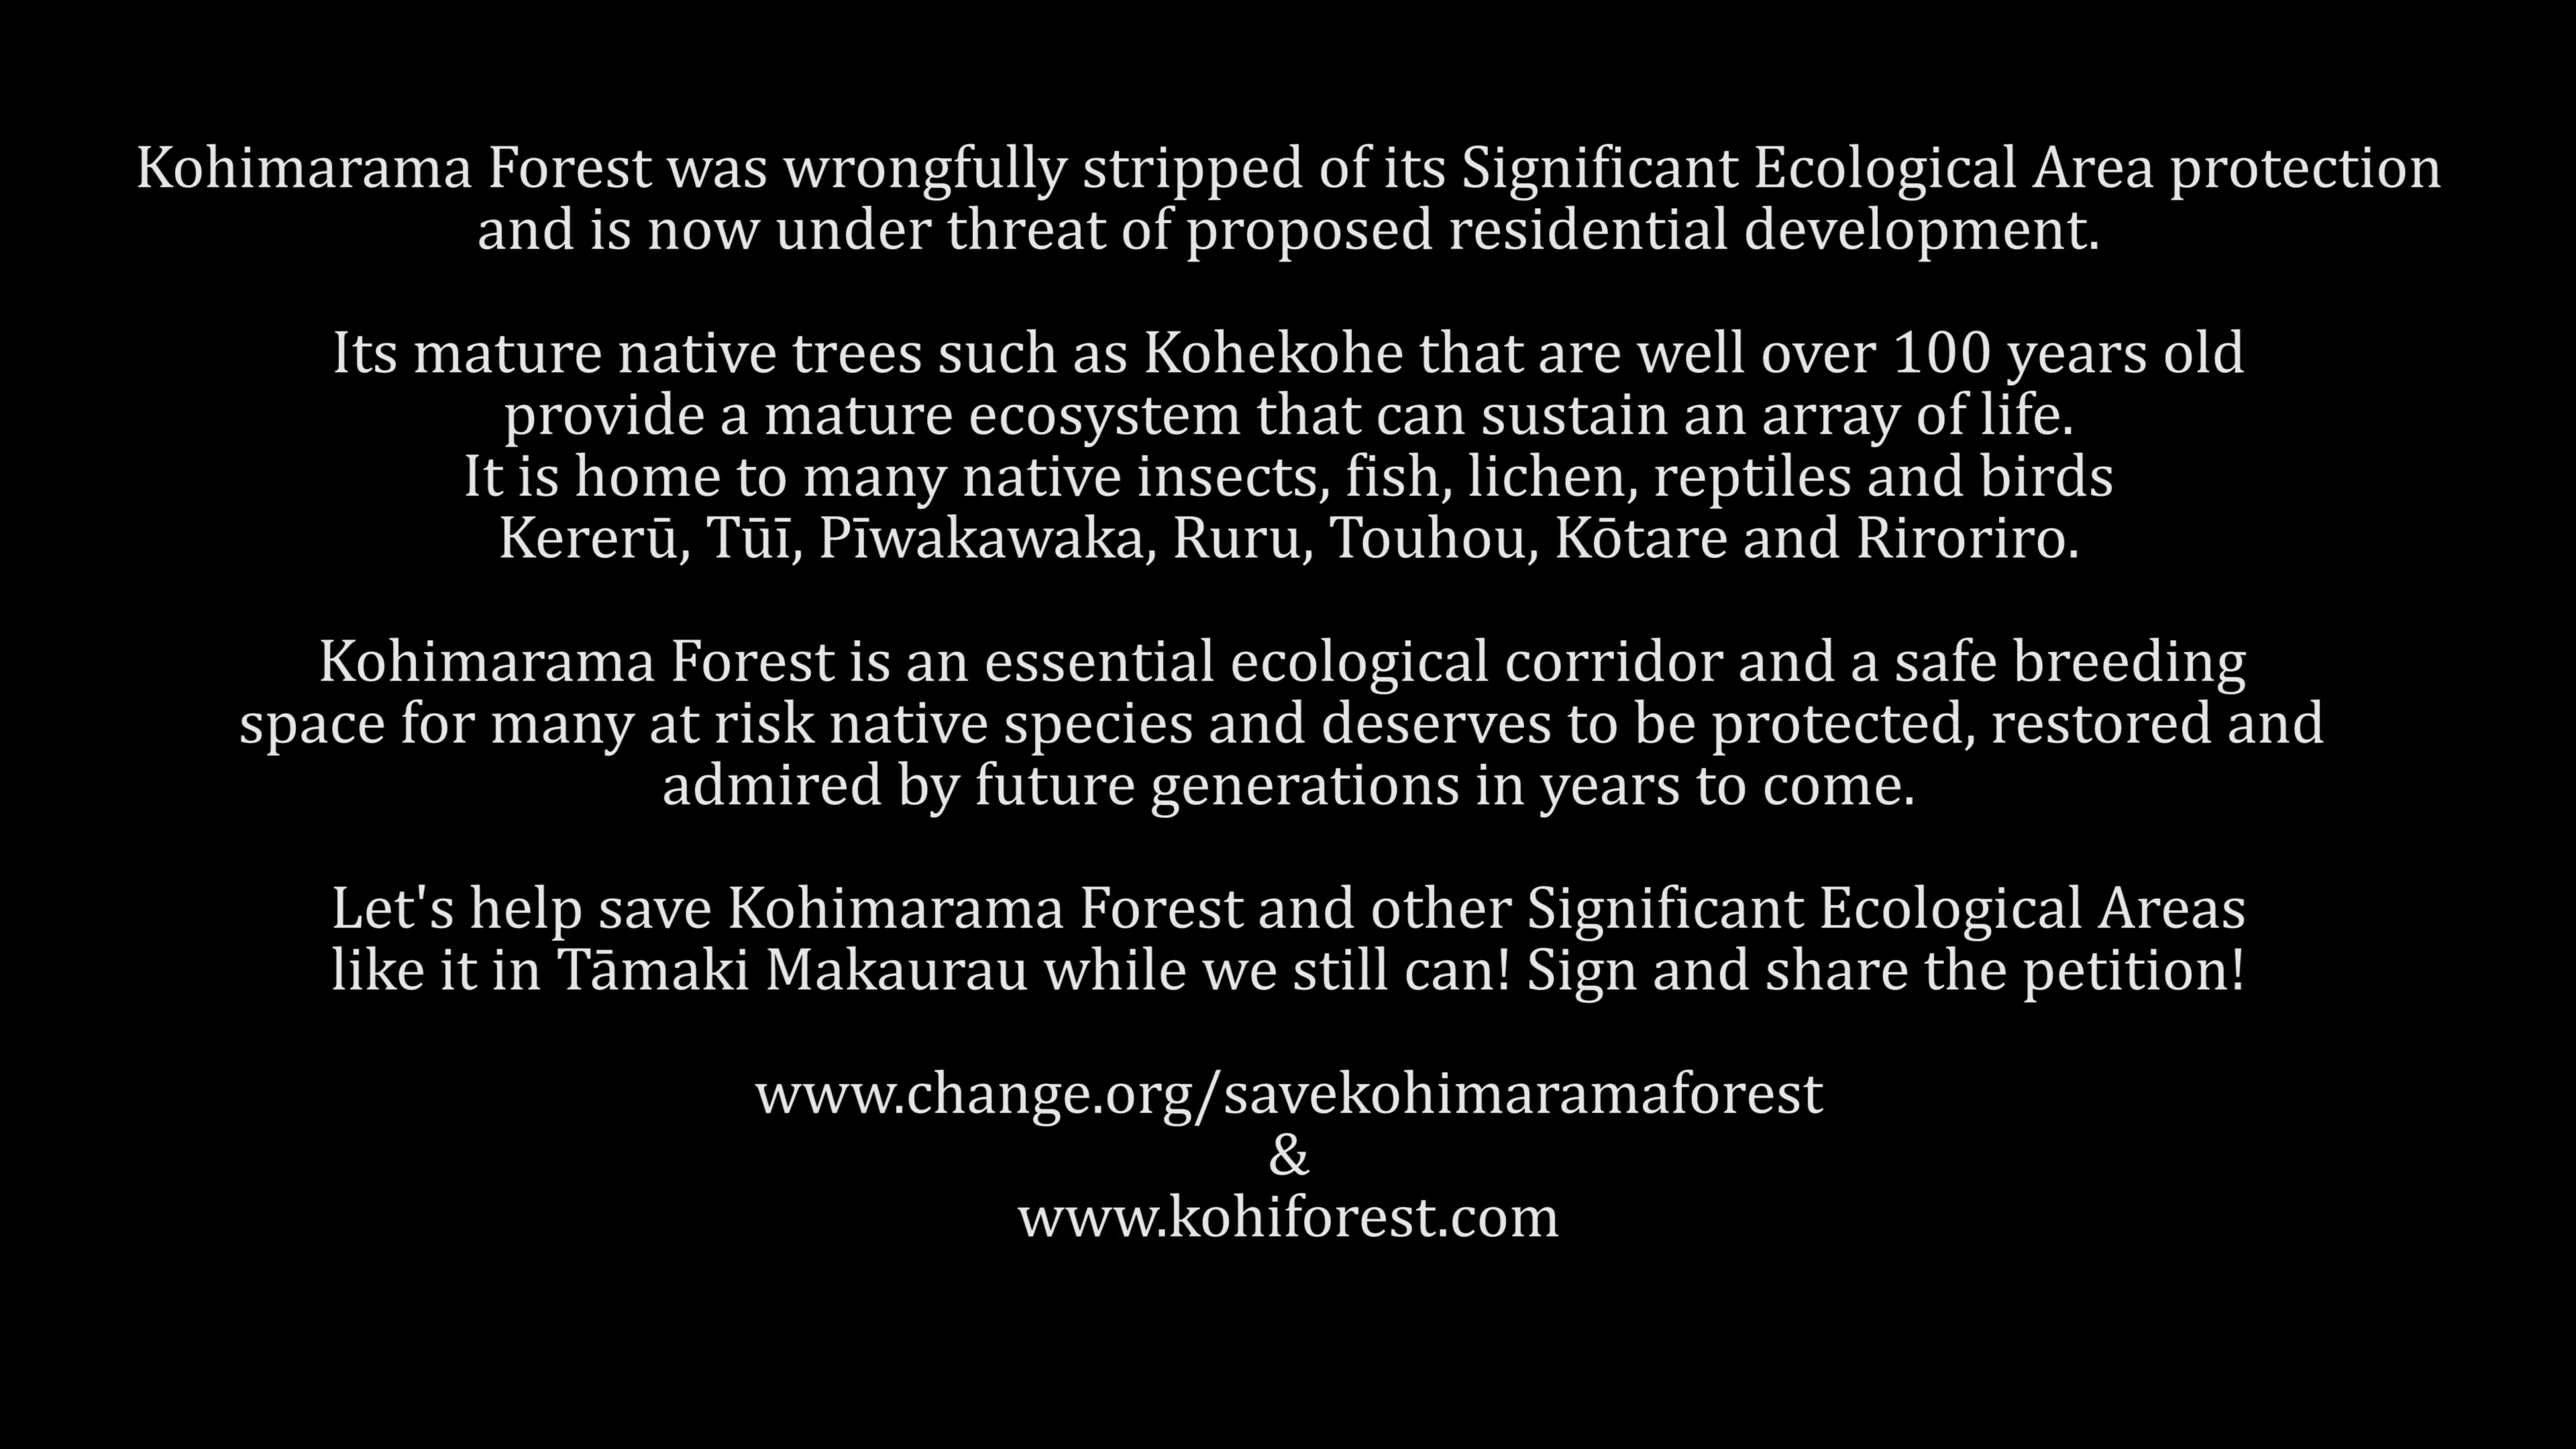 Kohimarama Forest was wrongfully stripped of its Significant Ecological Area protection
and is now under threat of proposed residential development.
Its mature native trees such as Kohekohe that are well over 100 years old
provide a mature ecosystem that can sustain an array of life.
It is home to many native insects, fish, lichen, reptiles and birds
Kererū, Tūī, Pīwakawaka, Ruru, Touhou, Kōtare and Riroriro.
Kohimarama Forest is an essential ecological corridor and a safe breeding
space for many at risk native species and deserves to be protected, restored and
admired by future generations in years to come.
Let's help save Kohimarama Forest and other Significant Ecological Areas
like it in Tāmaki Makaurau while we still can! Sign and share the petition!
www.change.org/savekohimaramaforest
&
www.kohiforest.com